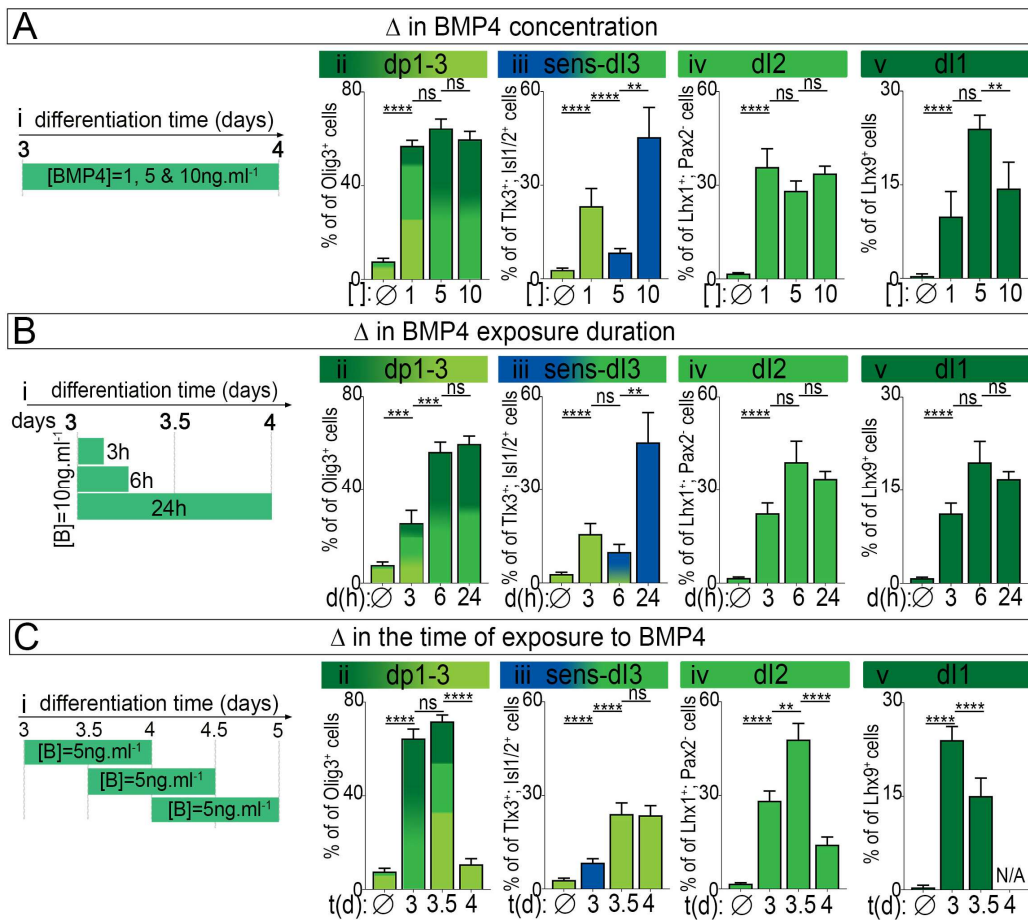 A
Δ in BMP4 concentration
i differentiation time (days)
3 4
[BMP4]=1, 5 & 10ng.ml⁻¹
ii dp1-3
% of of Olig3⁺ cells
80
40
0
**** ns ns
[ ]: ∅ 1 5 10
iii sens-dI3
% of of Tlx3⁺; Isl1/2⁺ cells
60
30
0
**** **** **
∅ 1 5 10
iv dI2
% of of Lhx1⁺; Pax2⁻ cells
60
30
0
**** ns ns
∅ 1 5 10
v dI1
% of of Lhx9⁺ cells
30
15
0
**** ns **
[ ]: ∅ 1 5 10
B
Δ in BMP4 exposure duration
i differentiation time (days)
days 3 3.5 4
[B]=10ng.ml⁻¹
3h
6h
24h
ii dp1-3
% of of Olig3⁺ cells
80
40
0
*** *** ns
d(h): ∅ 3 6 24
iii sens-dI3
% of of Tlx3⁺; Isl1/2⁺ cells
60
30
0
**** ns **
d(h): ∅ 3 6 24
iv dI2
% of of Lhx1⁺; Pax2⁻ cells
60
30
0
**** ns ns
d(h): ∅ 3 6 24
v dI1
% of of Lhx9⁺ cells
30
15
0
**** ns ns
d(h): ∅ 3 6 24
C
Δ in the time of exposure to BMP4
i differentiation time (days)
3 3.5 4 4.5 5
[B]=5ng.ml⁻¹
[B]=5ng.ml⁻¹
[B]=5ng.ml⁻¹
ii dp1-3
% of of Olig3⁺ cells
80
40
0
**** ns ****
t(d): ∅ 3 3.5 4
iii sens-dI3
% of of Tlx3⁺; Isl1/2⁺ cells
60
30
0
**** **** ns
t(d): ∅ 3 3.5 4
iv dI2
% of of Lhx1⁺; Pax2⁻ cells
60
30
0
**** ** ****
t(d): ∅ 3 3.5 4
v dI1
% of of Lhx9⁺ cells
30
15
0
**** ****
N/A
t(d): ∅ 3 3.5 4